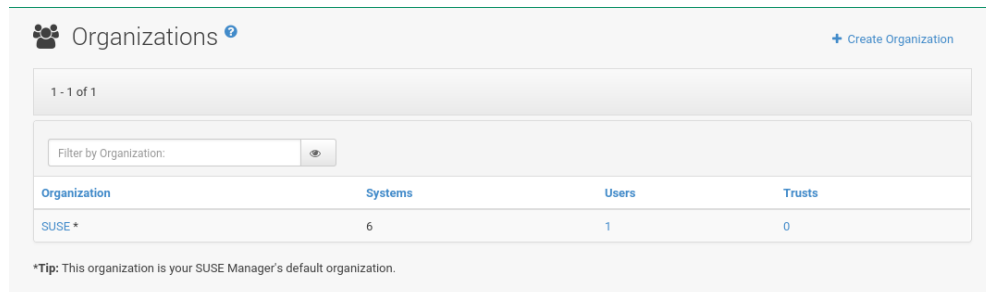 Organizations ?
+ Create Organization
1 - 1 of 1
Filter by Organization:
Organization Systems Users Trusts
SUSE * 6 1 0
*Tip: This organization is your SUSE Manager's default organization.